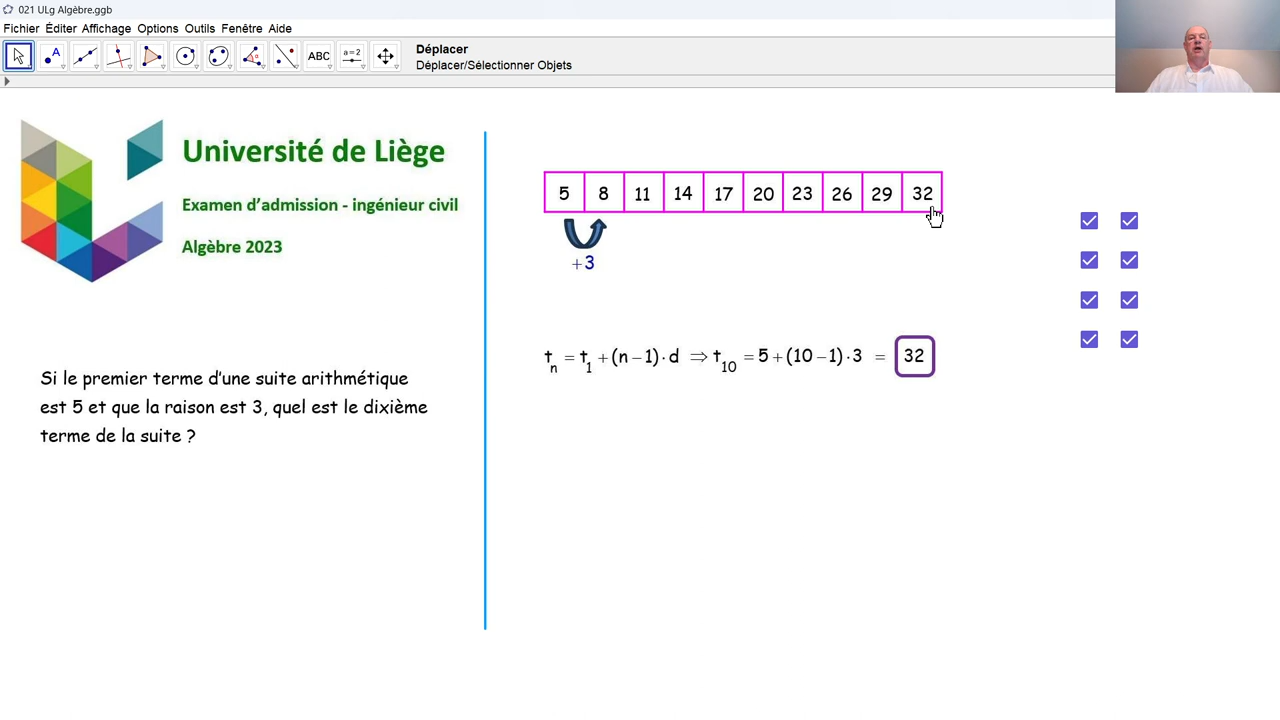 021 ULg Algèbre.ggb
Fichier Éditer Affichage Options Outils Fenêtre Aide
A ABC a=2
Déplacer
Déplacer/Sélectionner Objets
Université de Liège
Examen d'admission - ingénieur civil
Algèbre 2023
Si le premier terme d'une suite arithmétique
est 5 et que la raison est 3, quel est le dixième
terme de la suite ?
5 8 11 14 17 20 23 26 29 32
+3
tn = t1 + (n − 1) · d ⇒ t10 = 5 + (10 − 1) · 3 = 32